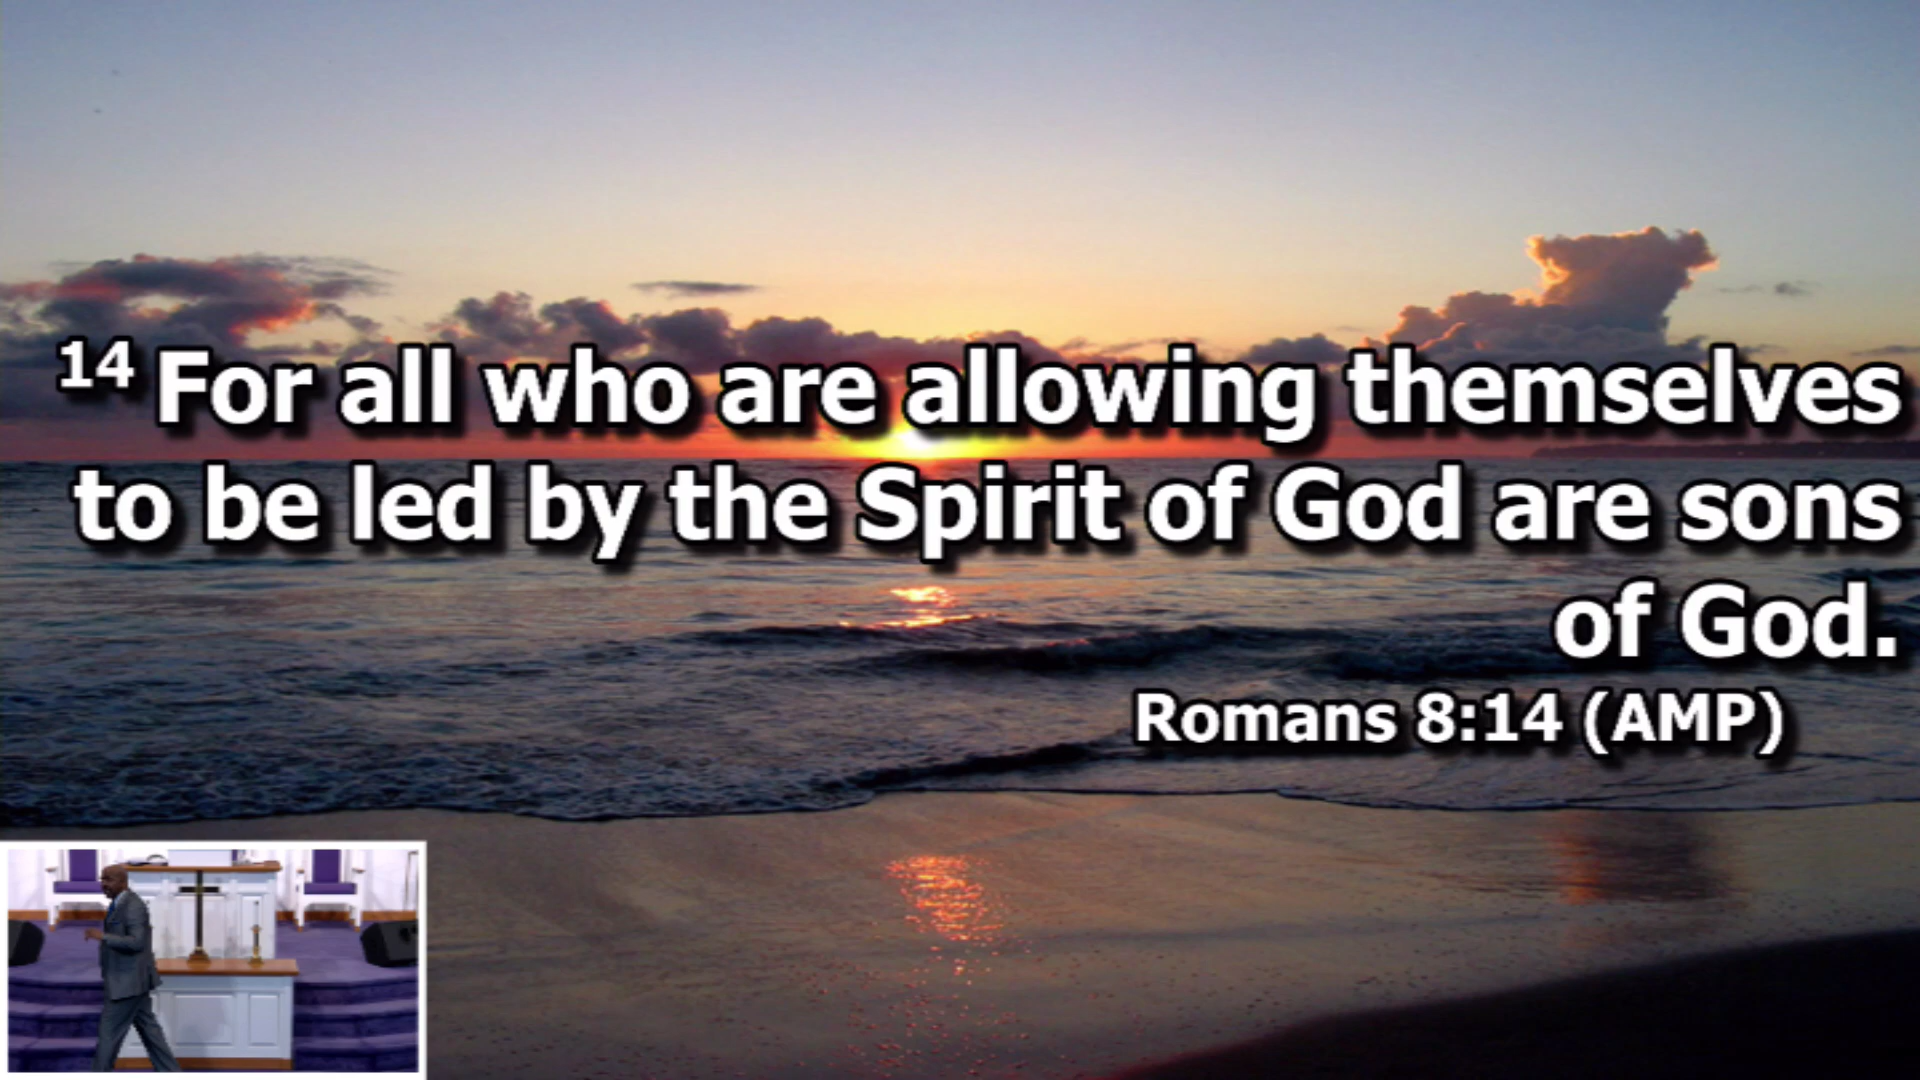 14 For all who are allowing themselves
to be led by the Spirit of God are sons
of God.
Romans 8:14 (AMP)